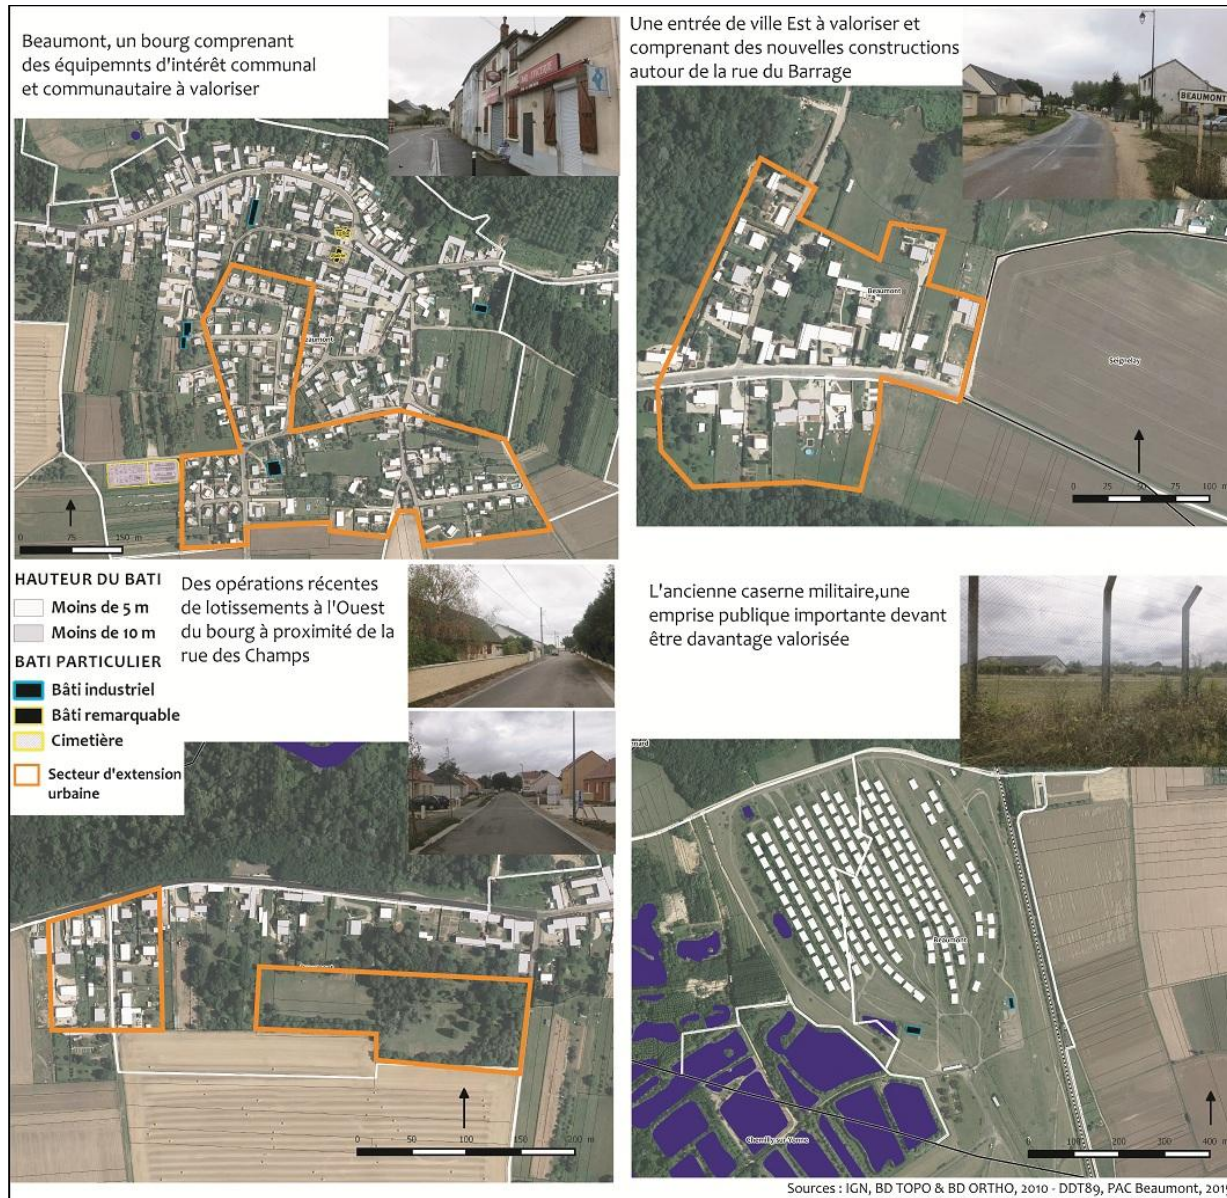 Beaumont, un bourg comprenant
des équipemnts d'intérêt communal
et communautaire à valoriser
Une entrée de ville Est à valoriser et
comprenant des nouvelles constructions
autour de la rue du Barrage
BEAUMONT
Beaumont
Seignelay
0 75 150 m
0 25 50 75 100 m
HAUTEUR DU BATI
Moins de 5 m
Moins de 10 m
BATI PARTICULIER
Bâti industriel
Bâti remarquable
Cimetière
Secteur d'extension
urbaine
Des opérations récentes
de lotissements à l'Ouest
du bourg à proximité de la
rue des Champs
L'ancienne caserne militaire,une
emprise publique importante devant
être davantage valorisée
Beaumont
Chemilly-sur-Yonne
0 50 100 150 200 m
0 100 200 300 400 m
Sources : IGN, BD TOPO & BD ORTHO, 2010 - DDT89, PAC Beaumont, 2015